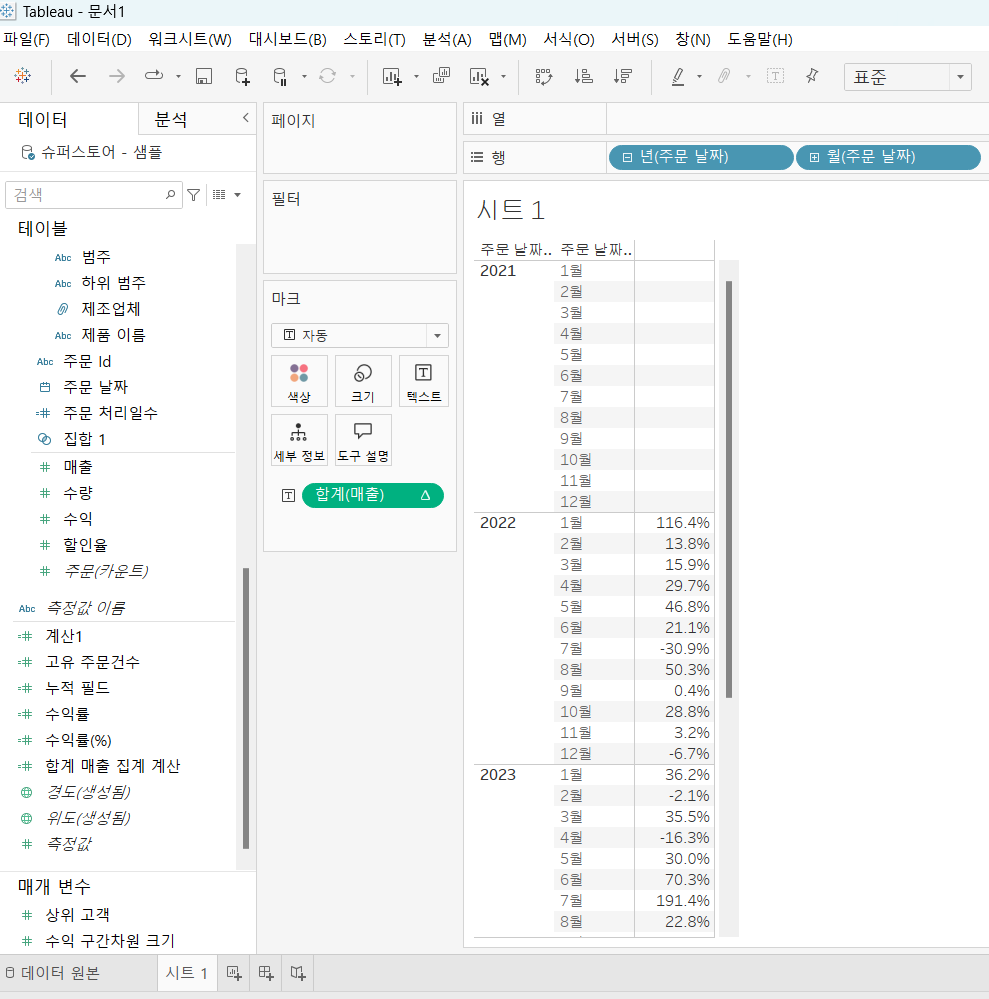 Tableau - 문서1
파일(F) 데이터(D) 워크시트(W) 대시보드(B) 스토리(T) 분석(A) 맵(M) 서식(O) 서버(S) 창(N) 도움말(H)
표준
데이터 분석
슈퍼스토어 - 샘플
검색
테이블
Abc 범주
Abc 하위 범주
제조업체
Abc 제품 이름
Abc 주문 Id
주문 날짜
주문 처리일수
집합 1
매출
수량
수익
할인율
주문(카운트)
Abc 측정값 이름
계산1
고유 주문건수
누적 필드
수익률
수익률(%)
합계 매출 집계 계산
경도(생성됨)
위도(생성됨)
측정값
매개 변수
상위 고객
수익 구간차원 크기
페이지
필터
마크
자동
색상 크기 텍스트
세부 정보 도구 설명
합계(매출)
열
행 년(주문 날짜) 월(주문 날짜)
시트 1
주문 날짜.. 주문 날짜..
2021 1월
2월
3월
4월
5월
6월
7월
8월
9월
10월
11월
12월
2022 1월 116.4%
2월 13.8%
3월 15.9%
4월 29.7%
5월 46.8%
6월 21.1%
7월 -30.9%
8월 50.3%
9월 0.4%
10월 28.8%
11월 3.2%
12월 -6.7%
2023 1월 36.2%
2월 -2.1%
3월 35.5%
4월 -16.3%
5월 30.0%
6월 70.3%
7월 191.4%
8월 22.8%
데이터 원본 시트 1